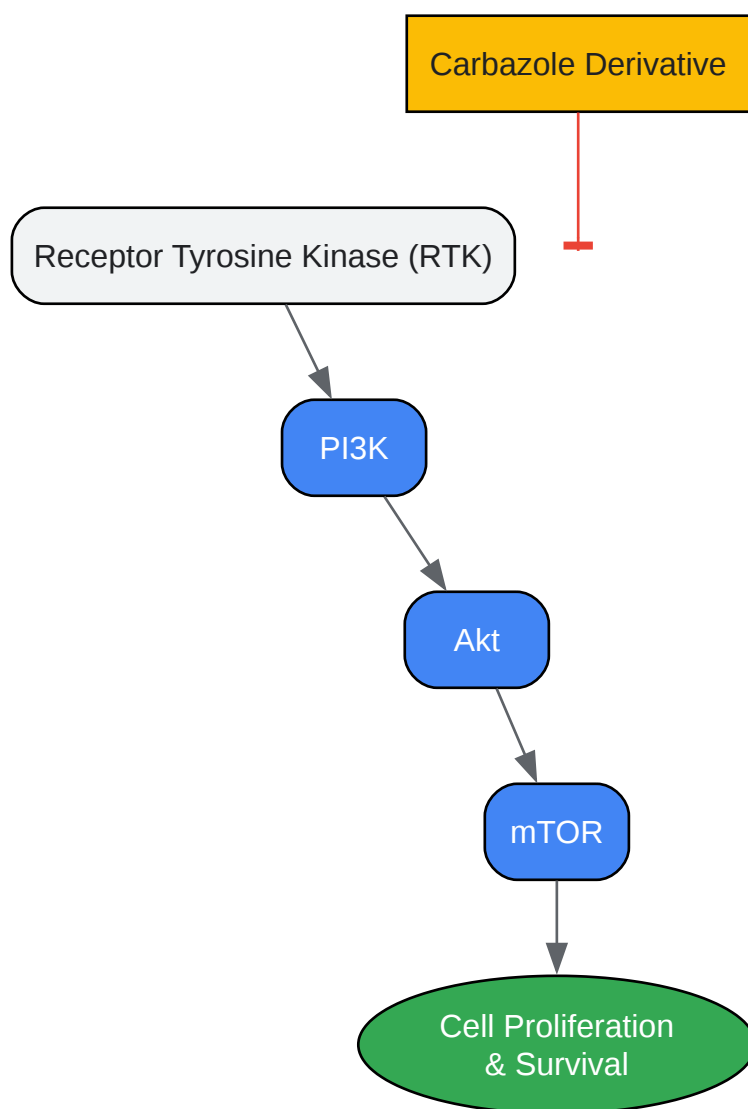 Carbazole Derivative
Receptor Tyrosine Kinase (RTK)
PI3K
Akt
mTOR
Cell Proliferation
& Survival